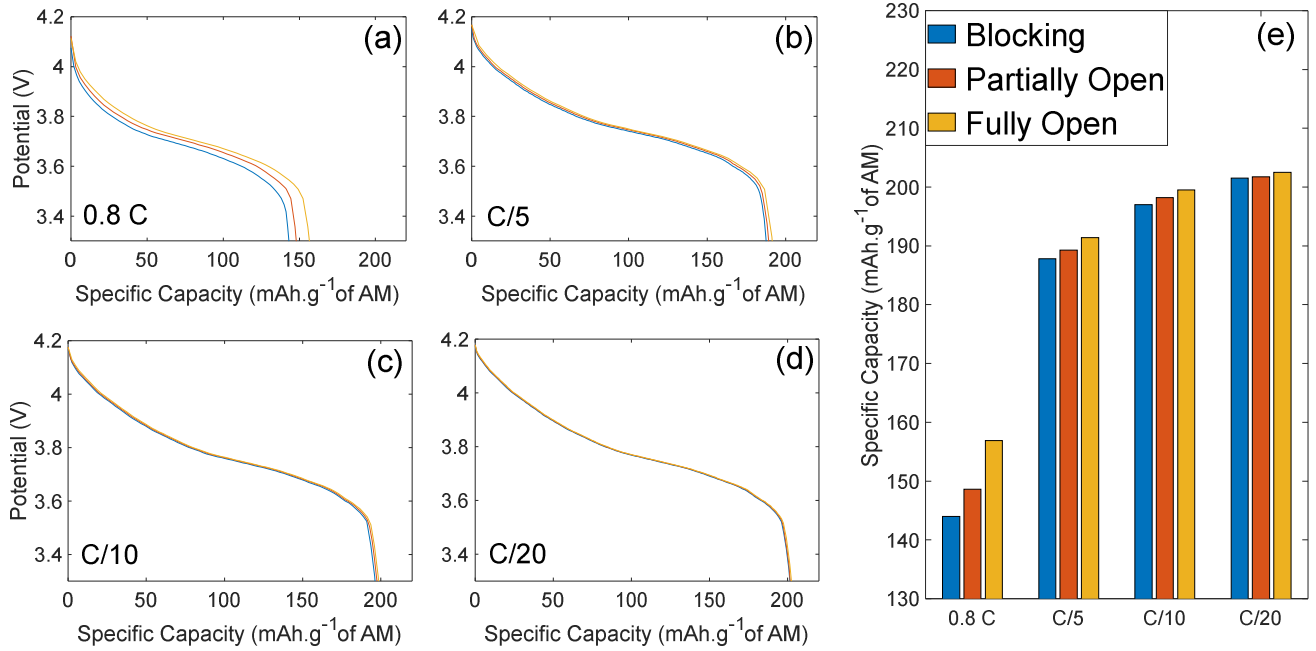 (a)
4.2
4
3.8
3.6
3.4
Potential (V)
0.8 C
0 50 100 150 200
Specific Capacity (mAh.g⁻¹of AM)
(b)
4.2
4
3.8
3.6
3.4
C/5
0 50 100 150 200
Specific Capacity (mAh.g⁻¹of AM)
(c)
4.2
4
3.8
3.6
3.4
Potential (V)
C/10
0 50 100 150 200
Specific Capacity (mAh.g⁻¹of AM)
(d)
4.2
4
3.8
3.6
3.4
C/20
0 50 100 150 200
Specific Capacity (mAh.g⁻¹of AM)
(e)
Blocking
Partially Open
Fully Open
230
220
210
200
190
180
170
160
150
140
130
Specific Capacity (mAh.g⁻¹of AM)
0.8 C C/5 C/10 C/20